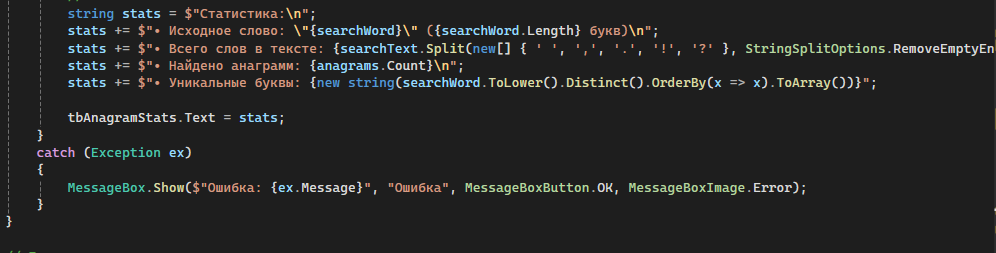 string stats = $"Статистика:\n";
stats += $"• Исходное слово: \"{searchWord}\" ({searchWord.Length} букв)\n";
stats += $"• Всего слов в тексте: {searchText.Split(new[] { ' ', ',', '.', '!', '?' }, StringSplitOptions.RemoveEmptyEn
stats += $"• Найдено анаграмм: {anagrams.Count}\n";
stats += $"• Уникальные буквы: {new string(searchWord.ToLower().Distinct().OrderBy(x => x).ToArray())}";
tbAnagramStats.Text = stats;
}
catch (Exception ex)
{
MessageBox.Show($"Ошибка: {ex.Message}", "Ошибка", MessageBoxButton.OK, MessageBoxImage.Error);
}
}